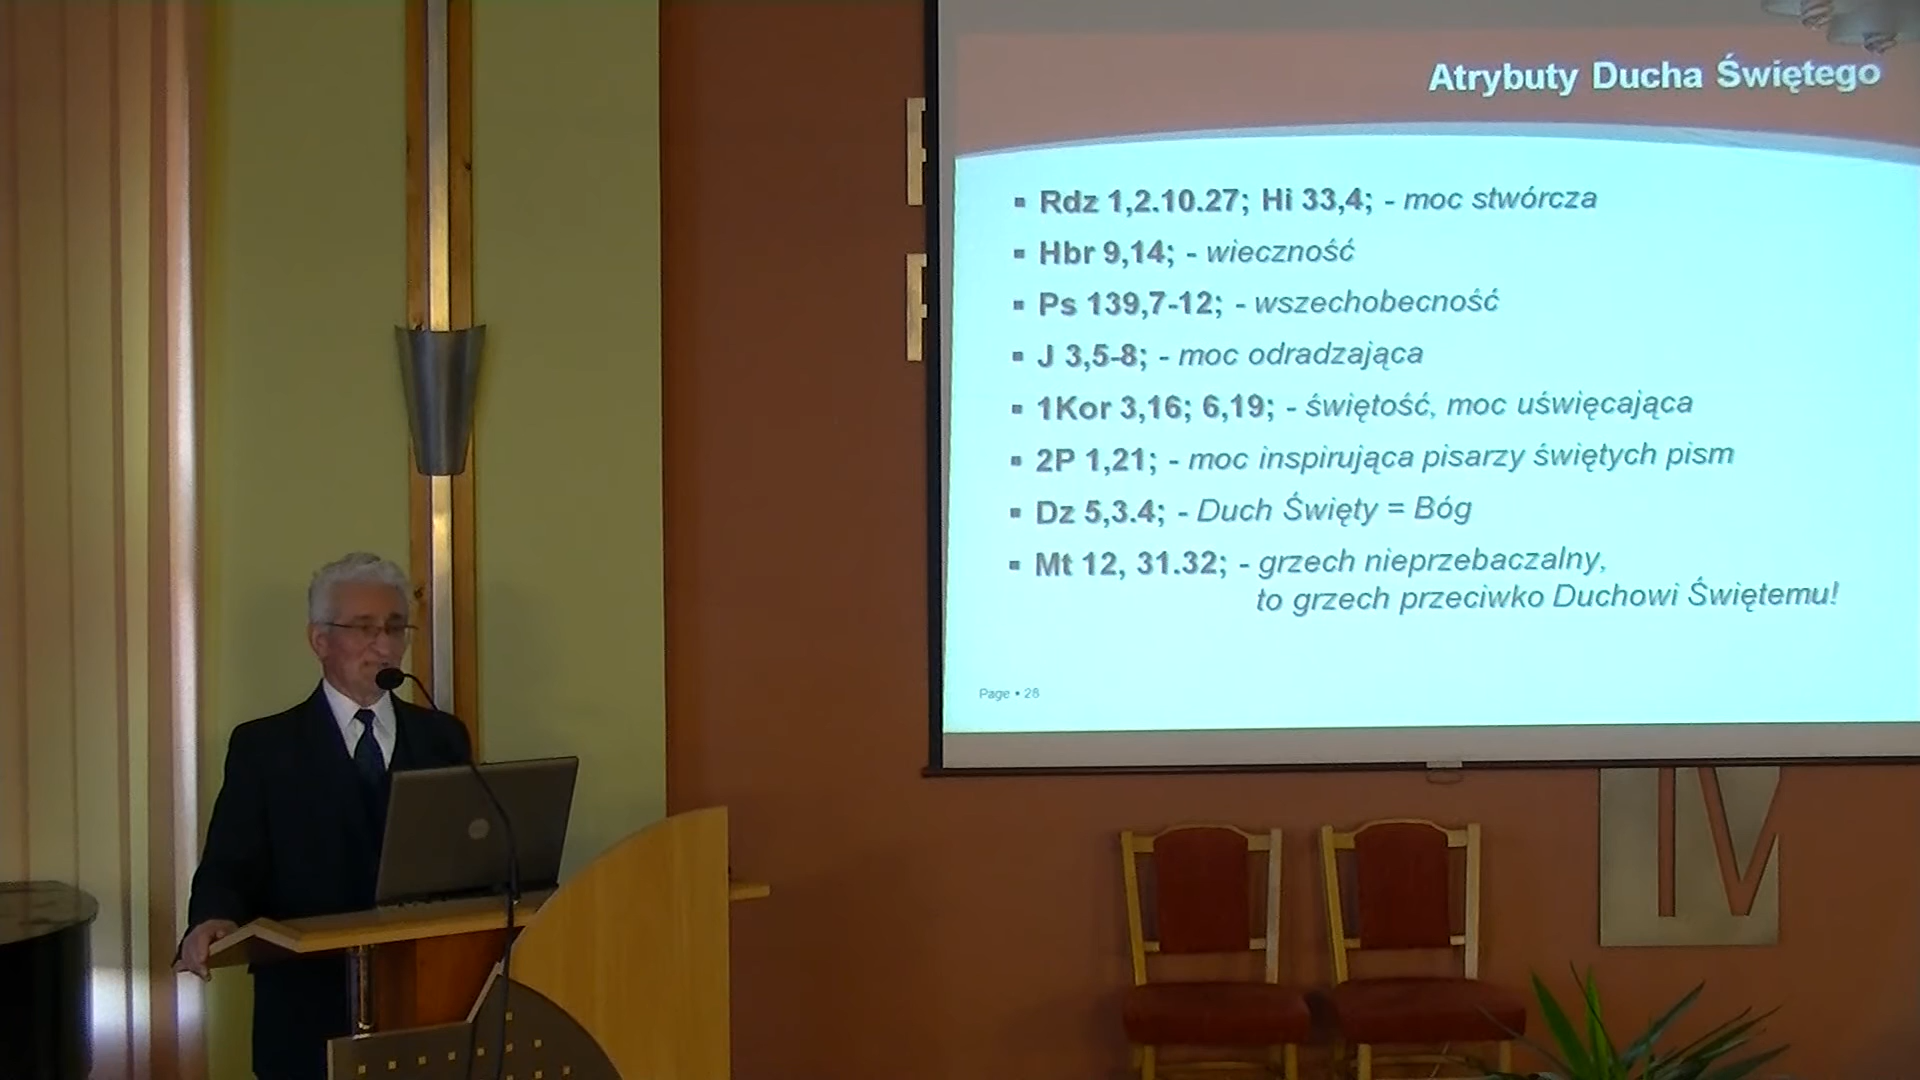 Atrybuty Ducha Świętego
▪ Rdz 1,2.10.27; Hi 33,4; - moc stwórcza
▪ Hbr 9,14; - wieczność
▪ Ps 139,7-12; - wszechobecność
▪ J 3,5-8; - moc odradzająca
▪ 1Kor 3,16; 6,19; - świętość, moc uświęcająca
▪ 2P 1,21; - moc inspirująca pisarzy świętych pism
▪ Dz 5,3.4; - Duch Święty = Bóg
▪ Mt 12, 31.32; - grzech nieprzebaczalny,
to grzech przeciwko Duchowi Świętemu!
Page ▪ 28
IV